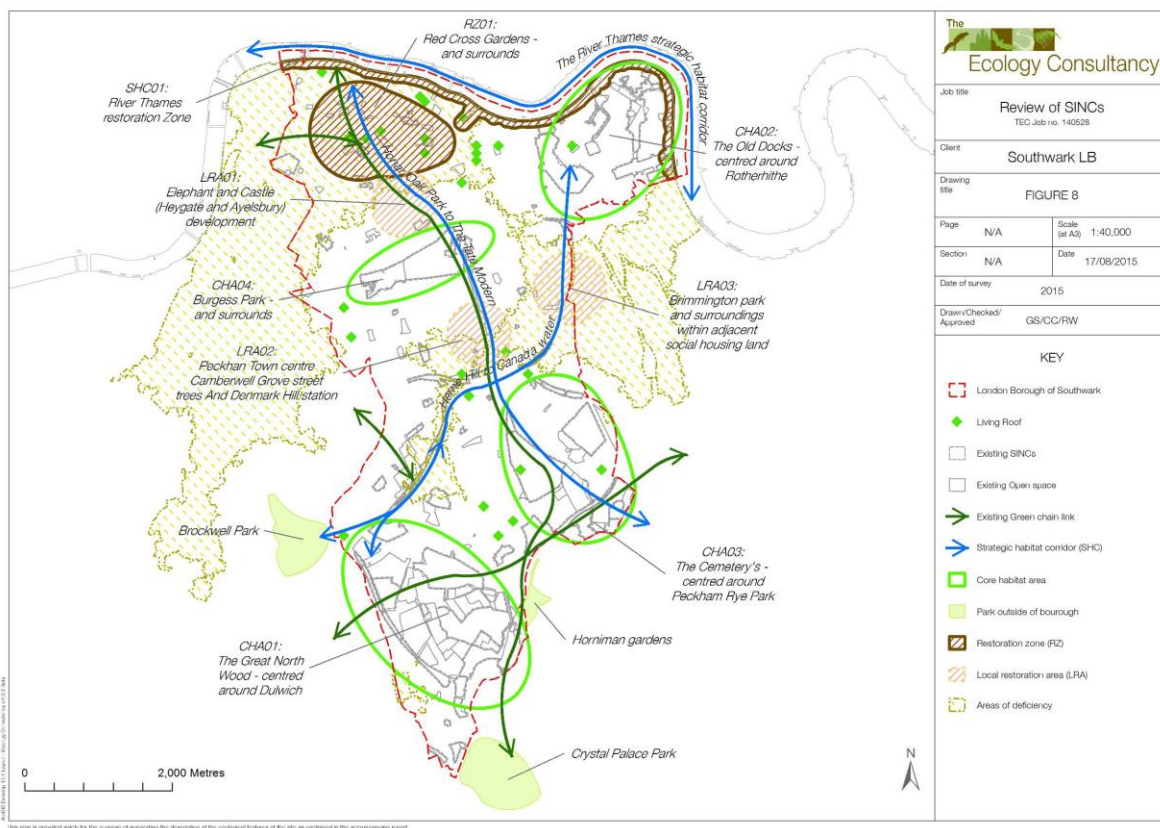 RZ01:
Red Cross Gardens -
and surrounds
The River Thames strategic habitat corridor
SHC01:
River Thames
restoration Zone
CHA02:
The Old Docks -
centred around
Rotherhithe
LRA01:
Elephant and Castle
(Heygate and Ayelsbury)
development
Honor Oak Park to The Tate Modern
CHA04:
Burgess Park -
and surrounds
LRA03:
Brimmington park
and surroundings
within adjacent
social housing land
LRA02:
Peckhan Town centre
Camberwell Grove street
trees And Denmark Hill station
Herne Hill to Canada water
Brockwell Park
CHA03:
The Cemetery's -
centred around
Peckham Rye Park
Horniman gardens
CHA01:
The Great North
Wood - centred
around Dulwich
Crystal Palace Park
0
2,000 Metres
N
The
Ecology Consultancy
Job title
Review of SINCs
TEC Job no. 140528
Client
Southwark LB
Drawing
title
FIGURE 8
Page
N/A
Scale
(at A3)
1:40,000
Section
N/A
Date
17/08/2015
Date of survey
2015
Drawn/Checked/
Approved
GS/CC/RW
KEY
London Borough of Southwark
Living Roof
Existing SINCs
Existing Open space
Existing Green chain link
Strategic habitat corridor (SHC)
Core habitat area
Park outside of bourough
Restoration zone (RZ)
Local restoration area (LRA)
Areas of deficiency